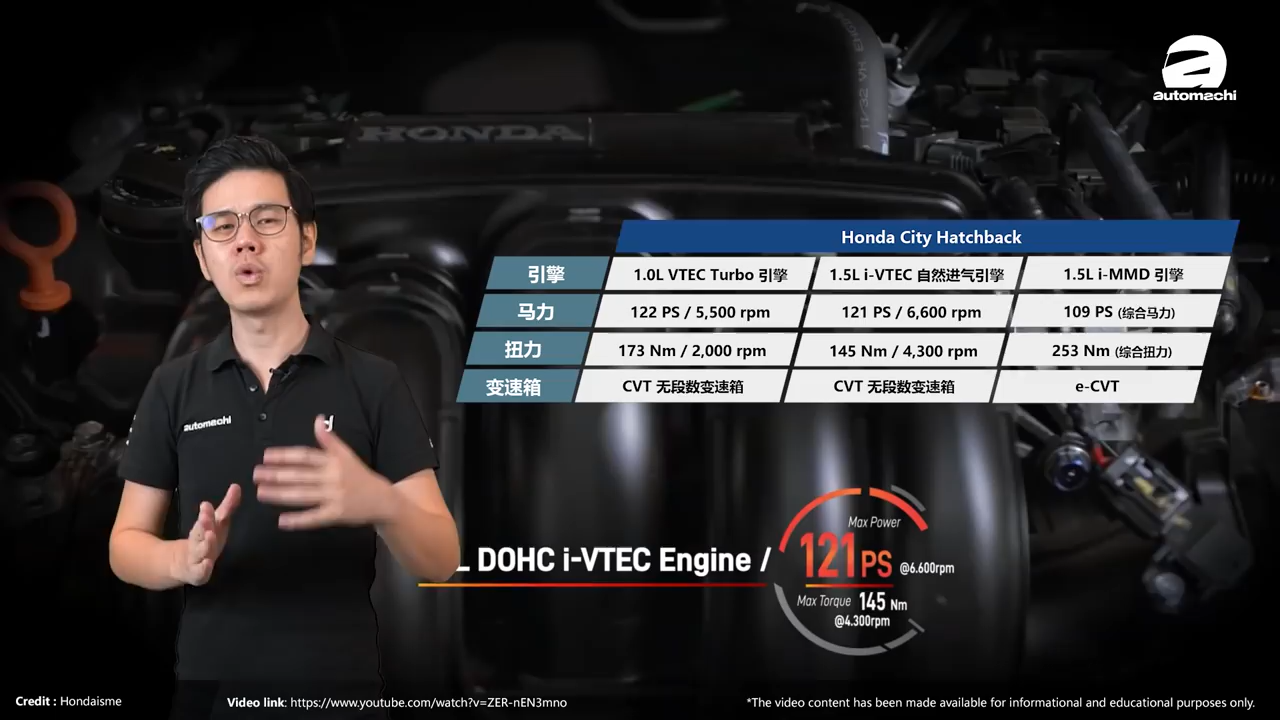 automachi
HONDA
Honda City Hatchback
引擎 1.0L VTEC Turbo 引擎 1.5L i-VTEC 自然进气引擎 1.5L i-MMD 引擎
马力 122 PS / 5,500 rpm 121 PS / 6,600 rpm 109 PS (综合马力)
扭力 173 Nm / 2,000 rpm 145 Nm / 4,300 rpm 253 Nm (综合扭力)
变速箱 CVT 无段数变速箱 CVT 无段数变速箱 e-CVT
automachi
L DOHC i-VTEC Engine /
Max Power
121 PS @6.600rpm
Max Torque 145 Nm
@4.300rpm
Credit : Hondaisme
Video link: https://www.youtube.com/watch?v=ZER-nEN3mno
*The video content has been made available for informational and educational purposes only.